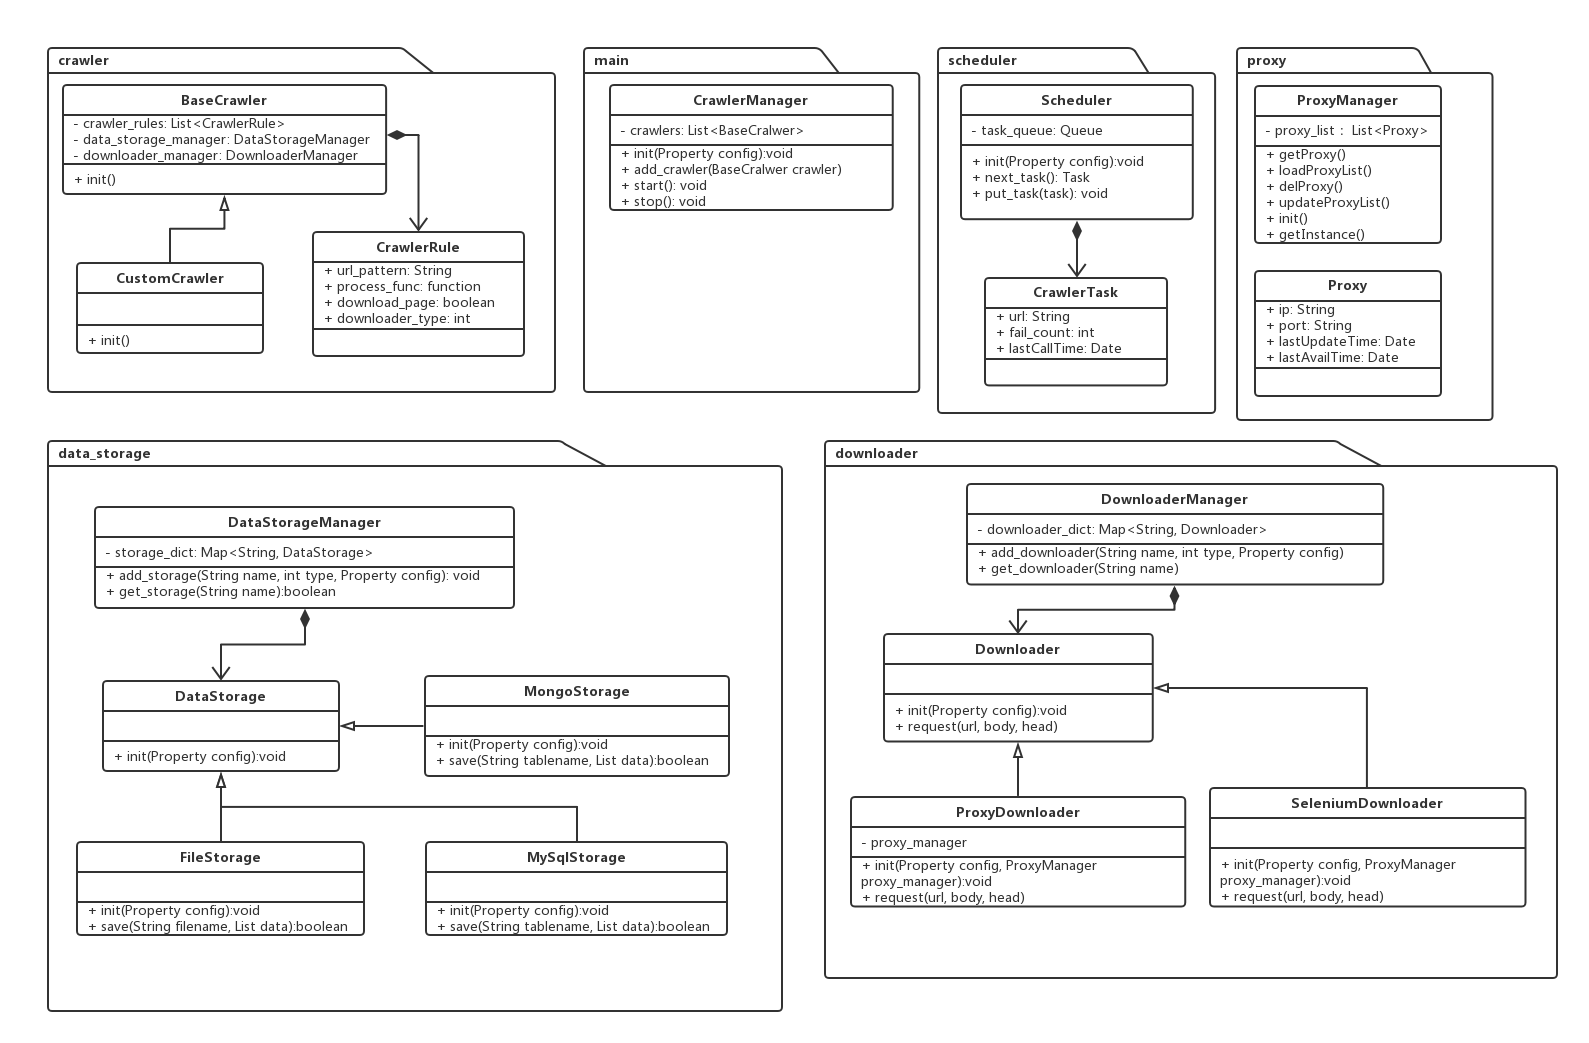 crawler
BaseCrawler
- crawler_rules: List<CrawlerRule>
- data_storage_manager: DataStorageManager
- downloader_manager: DownloaderManager
+ init()
CustomCrawler
+ init()
CrawlerRule
+ url_pattern: String
+ process_func: function
+ download_page: boolean
+ downloader_type: int
main
CrawlerManager
- crawlers: List<BaseCralwer>
+ init(Property config):void
+ add_crawler(BaseCralwer crawler)
+ start(): void
+ stop(): void
scheduler
Scheduler
- task_queue: Queue
+ init(Property config):void
+ next_task(): Task
+ put_task(task): void
CrawlerTask
+ url: String
+ fail_count: int
+ lastCallTime: Date
proxy
ProxyManager
- proxy_list： List<Proxy>
+ getProxy()
+ loadProxyList()
+ delProxy()
+ updateProxyList()
+ init()
+ getInstance()
Proxy
+ ip: String
+ port: String
+ lastUpdateTime: Date
+ lastAvailTime: Date
data_storage
DataStorageManager
- storage_dict: Map<String, DataStorage>
+ add_storage(String name, int type, Property config): void
+ get_storage(String name):boolean
DataStorage
+ init(Property config):void
MongoStorage
+ init(Property config):void
+ save(String tablename, List data):boolean
FileStorage
+ init(Property config):void
+ save(String filename, List data):boolean
MySqlStorage
+ init(Property config):void
+ save(String tablename, List data):boolean
downloader
DownloaderManager
- downloader_dict: Map<String, Downloader>
+ add_downloader(String name, int type, Property config)
+ get_downloader(String name)
Downloader
+ init(Property config):void
+ request(url, body, head)
ProxyDownloader
- proxy_manager
+ init(Property config, ProxyManager
proxy_manager):void
+ request(url, body, head)
SeleniumDownloader
+ init(Property config, ProxyManager
proxy_manager):void
+ request(url, body, head)